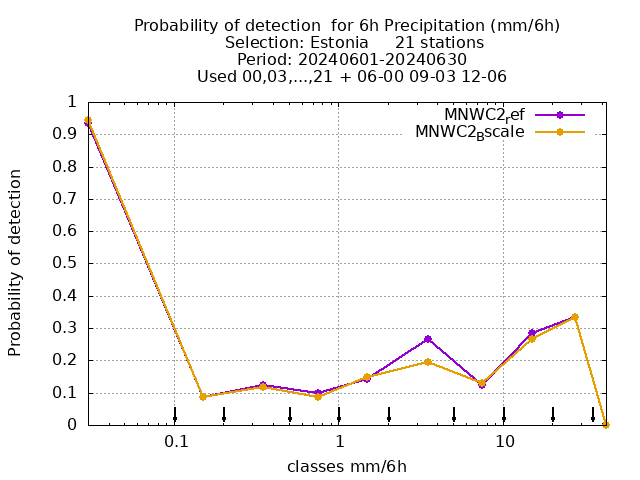 Probability of detection  for 6h Precipitation (mm/6h)
Selection: Estonia     21 stations
Period: 20240601-20240630
Used 00,03,...,21 + 06-00 09-03 12-06
MNWC2ref
MNWC2Bscale
1
0.9
0.8
0.7
0.6
0.5
0.4
0.3
0.2
0.1
0
Probability of detection
0.1 1 10
classes mm/6h